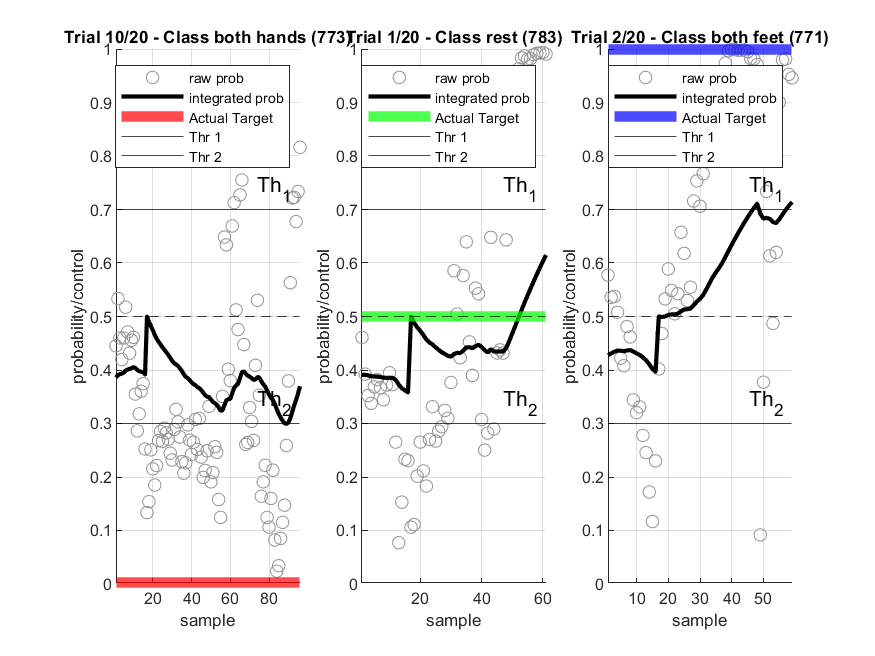 Trial 10/20 - Class both hands (773)
Trial 1/20 - Class rest (783)
Trial 2/20 - Class both feet (771)
raw prob
integrated prob
Actual Target
Thr 1
Thr 2
Th1
Th2
1
0.9
0.8
0.7
0.6
0.5
0.4
0.3
0.2
0.1
0
20
40
60
80
sample
probability/control
raw prob
integrated prob
Actual Target
Thr 1
Thr 2
Th1
Th2
1
0.9
0.8
0.7
0.6
0.5
0.4
0.3
0.2
0.1
0
20
40
60
sample
probability/control
raw prob
integrated prob
Actual Target
Thr 1
Thr 2
Th1
Th2
1
0.9
0.8
0.7
0.6
0.5
0.4
0.3
0.2
0.1
0
10
20
30
40
50
sample
probability/control